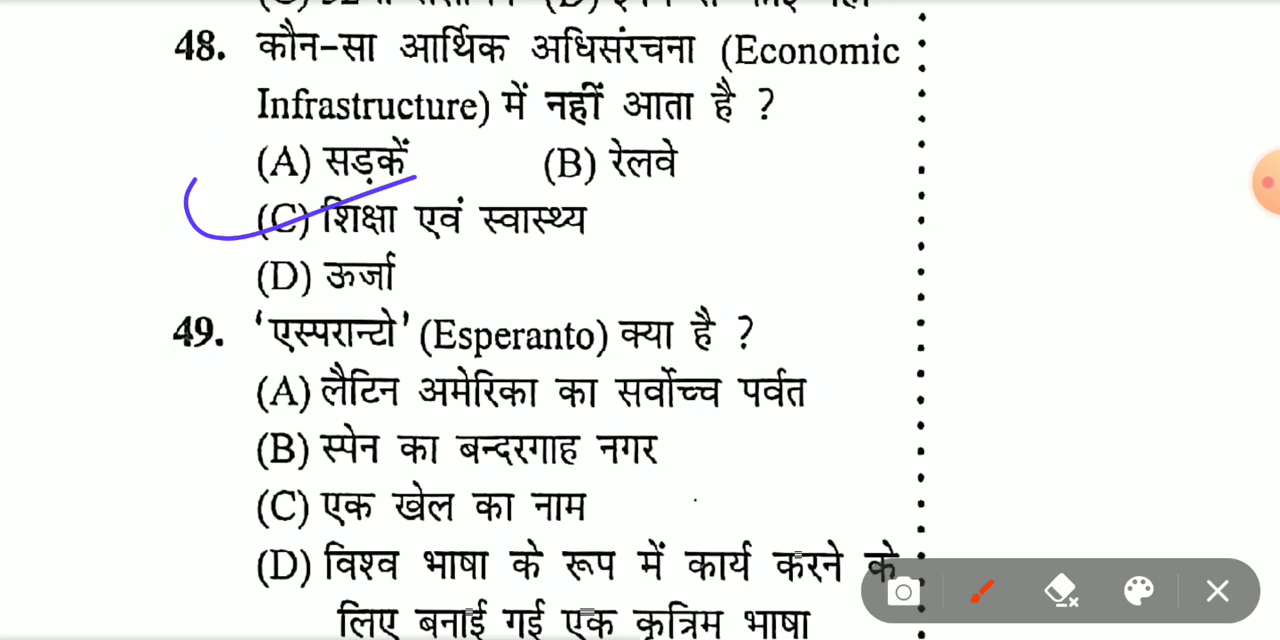 48. कौन-सा आर्थिक अधिसंरचना (Economic
Infrastructure) में नहीं आता है ?
(A) सड़कें (B) रेलवे
(C) शिक्षा एवं स्वास्थ्य
(D) ऊर्जा
49. 'एस्परान्टो' (Esperanto) क्या है ?
(A) लैटिन अमेरिका का सर्वोच्च पर्वत
(B) स्पेन का बन्दरगाह नगर
(C) एक खेल का नाम
(D) विश्व भाषा के रूप में कार्य करने के
लिए बनाई गई एक कृत्रिम भाषा